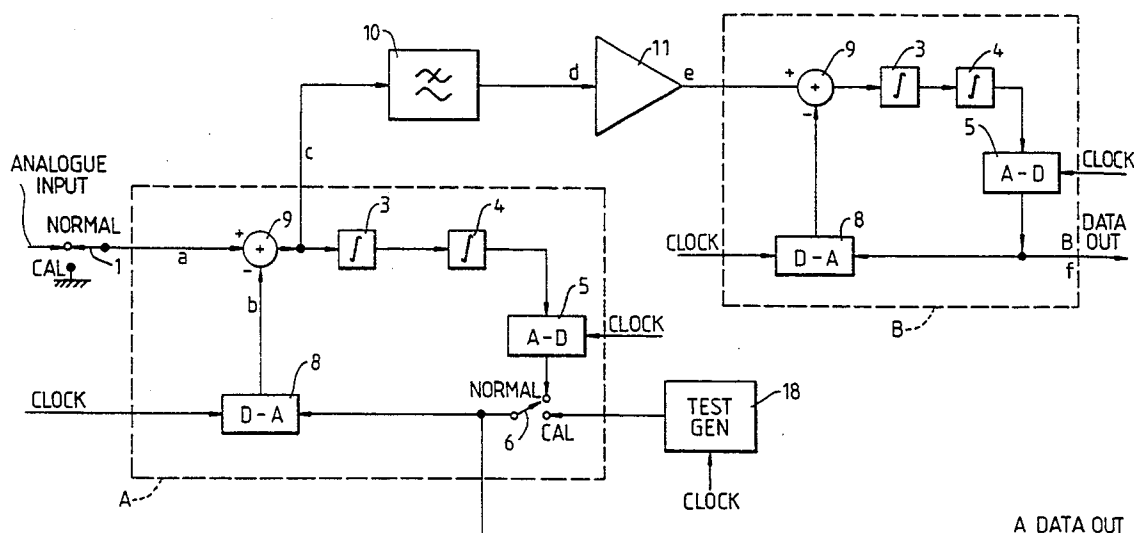 10
11
d
e
+
9
-
3
∫
4
∫
5
A-D
CLOCK
DATA
OUT
B
f
CLOCK
8
D-A
B
c
ANALOGUE
INPUT
NORMAL
CAL
1
a
+
9
-
b
3
∫
4
∫
5
A-D
CLOCK
NORMAL
6
CAL
8
D-A
CLOCK
18
TEST
GEN
CLOCK
A
A DATA OUT